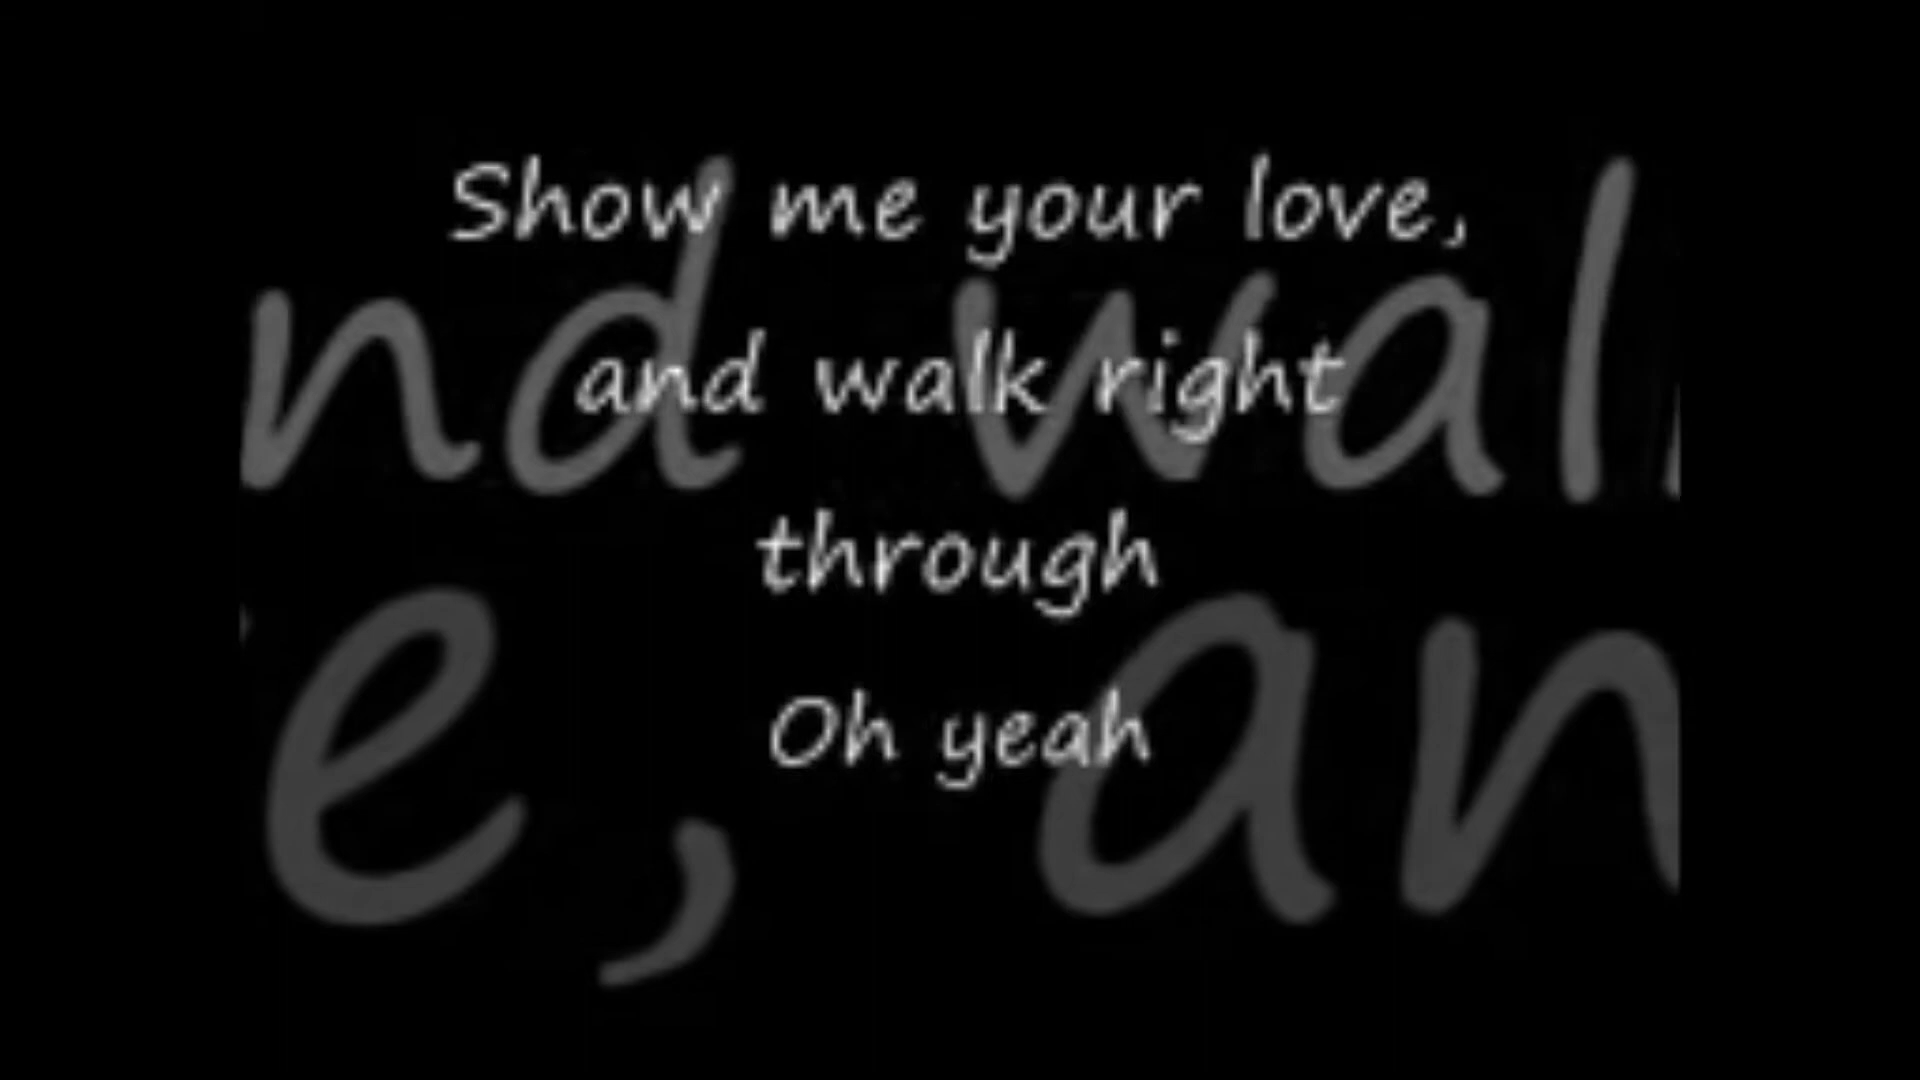 Show me your love,
and walk right
through
Oh yeah
nd wal
e, an